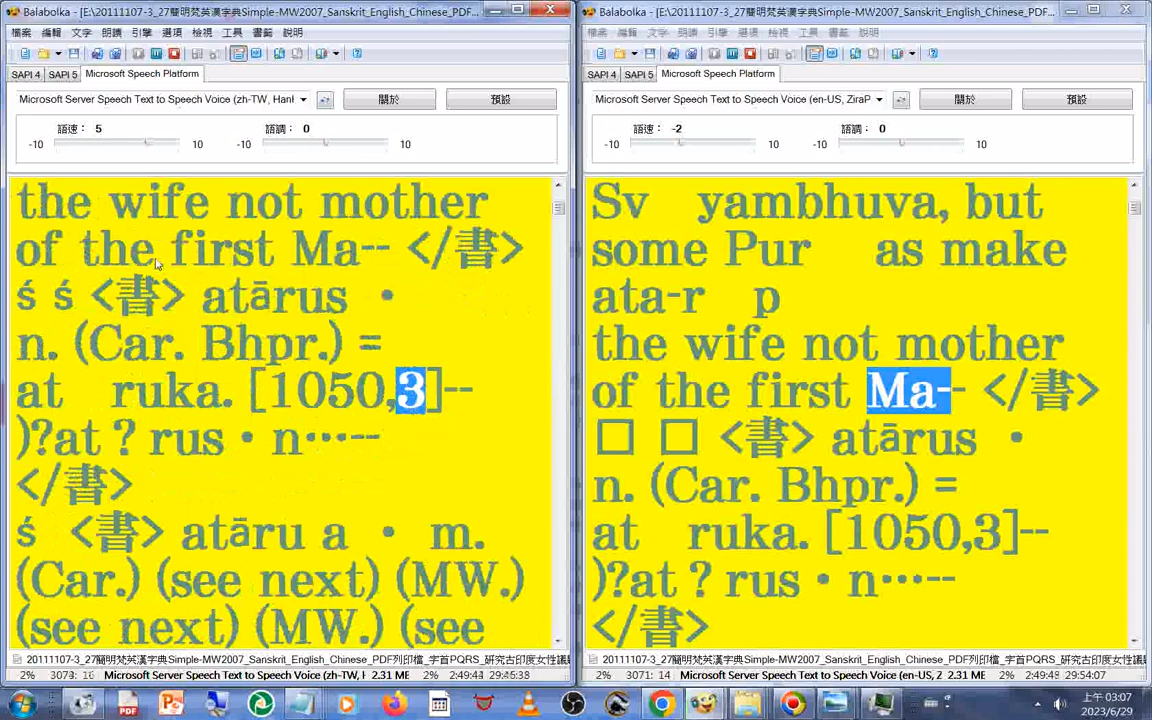 Balabolka - [E:\20111107-3_27簡明梵英漢字典Simple-MW2007_Sanskrit_English_Chinese_PDF...
檔案 編輯 文字 朗讀 引擎 選項 檢視 工具 書籤 說明
SAPI 4 SAPI 5 Microsoft Speech Platform
Microsoft Server Speech Text to Speech Voice (zh-TW, Hanl
關於 預設
語速： 5 語調： 0
-10 10 -10 10
the wife not mother
of the first Ma-- </書>
ś ś <書> atārus •
n. (Car. Bhpr.) =
at ruka. [1050,3]--
)?at ? rus • n…--
</書>
ś <書> atāru a • m.
(Car.) (see next) (MW.)
(see next) (MW.) (see
20111107-3_27簡明梵英漢字典Simple-MW2007_Sanskrit_English_Chinese_PDF列印檔_字首PQRS_研究古印度女性議
2% 3073: 16 Microsoft Server Speech Text to Speech Voice (zh-TW, H 2.31 ME 2:49:44 29:45:38
Balabolka - [E:\20111107-3_27簡明梵英漢字典Simple-MW2007_Sanskrit_English_Chinese_PDF...
檔案 編輯 文字 朗讀 引擎 選項 檢視 工具 書籤 說明
SAPI 4 SAPI 5 Microsoft Speech Platform
Microsoft Server Speech Text to Speech Voice (en-US, ZiraP
關於 預設
語速： -2 語調： 0
-10 10 -10 10
Sv yambhuva, but
some Pur as make
ata-r p
the wife not mother
of the first Ma-- </書>
□ □ <書> atārus •
n. (Car. Bhpr.) =
at ruka. [1050,3]--
)?at ? rus • n…--
</書>
20111107-3_27簡明梵英漢字典Simple-MW2007_Sanskrit_English_Chinese_PDF列印檔_字首PQRS_研究古印度女性議
2% 3071: 14 Microsoft Server Speech Text to Speech Voice (en-US, Z 2.31 ME 2:50:29 29:54:07
PDF
上午 03:07
2023/6/29